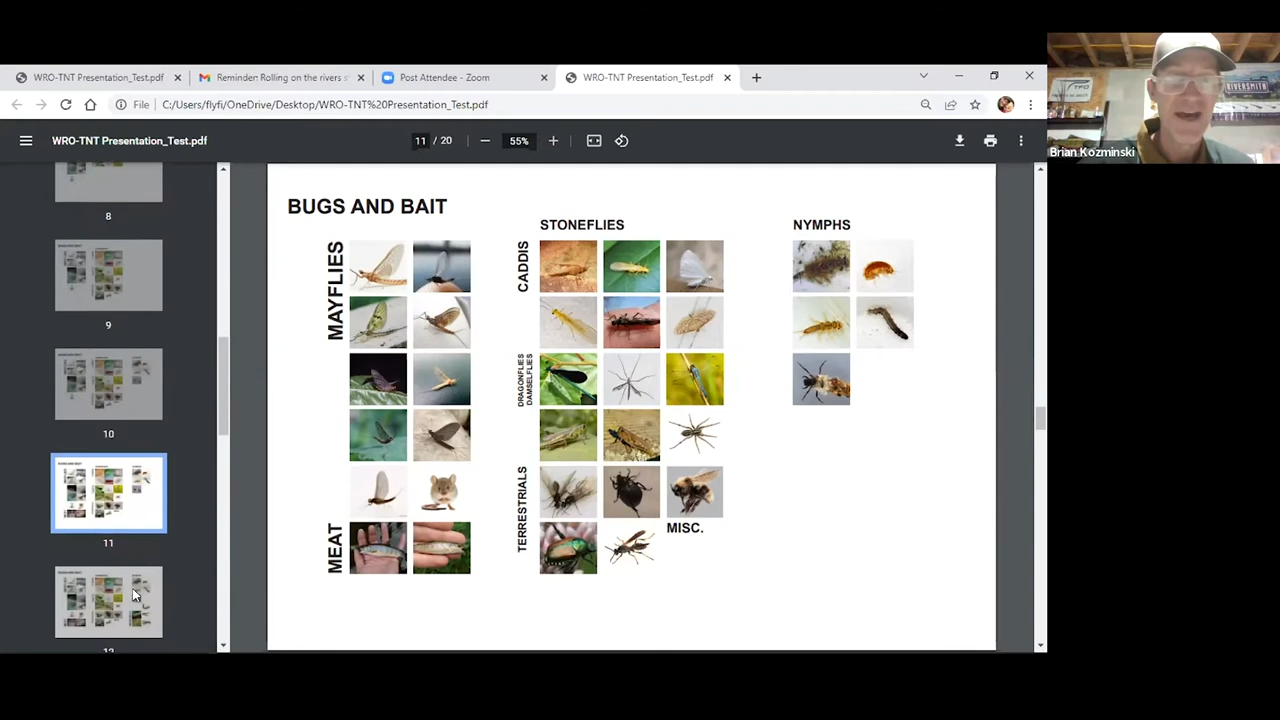 WRO-TNT Presentation_Test.pdf
Reminder: Rolling on the rivers s
Post Attendee - Zoom
WRO-TNT Presentation_Test.pdf
File
C:/Users/flyfi/OneDrive/Desktop/WRO-TNT%20Presentation_Test.pdf
WRO-TNT Presentation_Test.pdf
11 / 20
55%
TFO
RIVERSMITH
Brian Kozminski
8
9
10
11
BUGS AND BAIT
MAYFLIES
MEAT
STONEFLIES
CADDIS
DRAGONFLIES
DAMSELFLIES
TERRESTRIALS
MISC.
NYMPHS